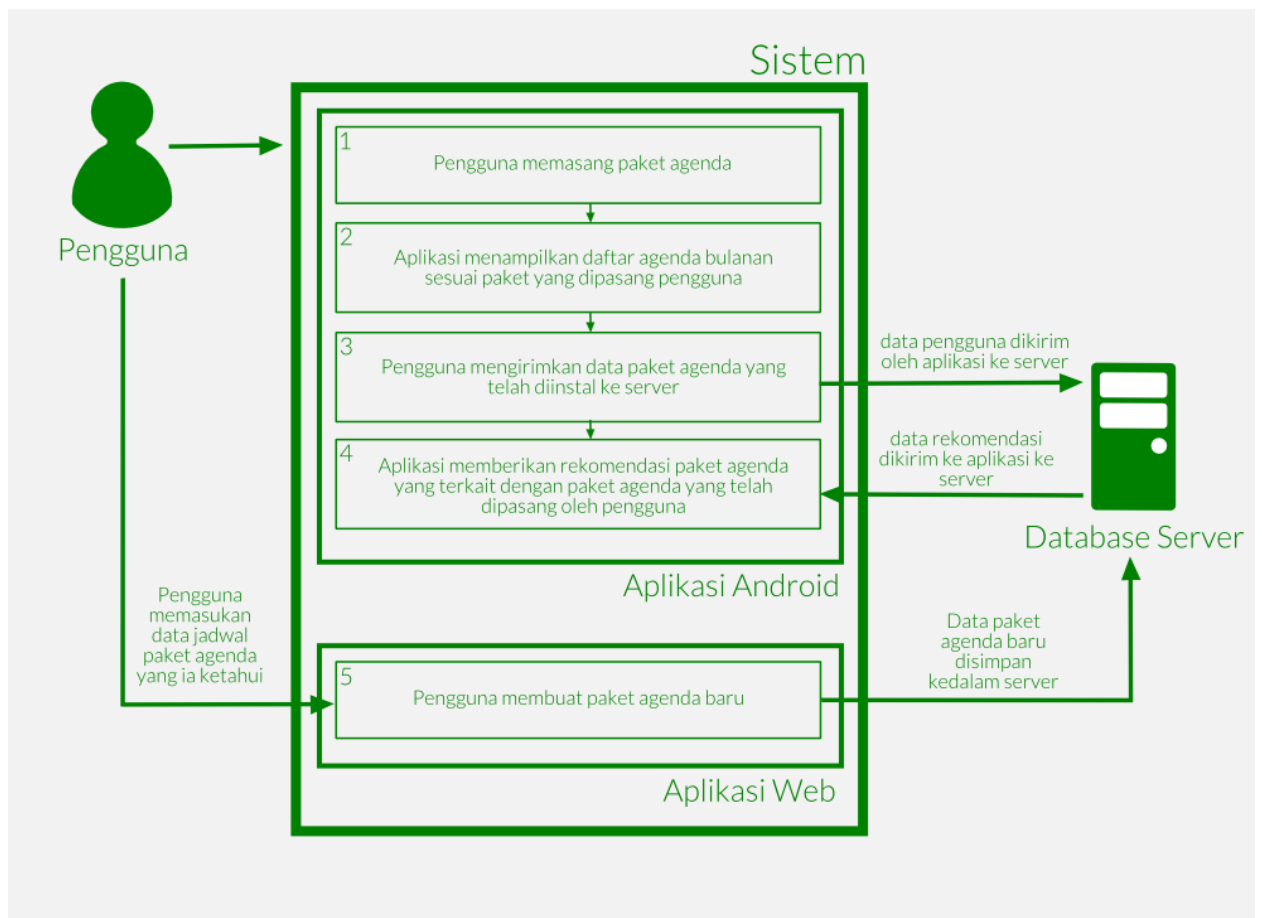 Sistem
Pengguna
1
Pengguna memasang paket agenda
2
Aplikasi menampilkan daftar agenda bulanan
sesuai paket yang dipasang pengguna
3
Pengguna mengirimkan data paket agenda yang
telah diinstal ke server
4
Aplikasi memberikan rekomendasi paket agenda
yang terkait dengan paket agenda yang telah
dipasang oleh pengguna
Aplikasi Android
data pengguna dikirim
oleh aplikasi ke server
data rekomendasi
dikirim ke aplikasi ke
server
Database Server
Pengguna
memasukan
data jadwal
paket agenda
yang ia ketahui
5
Pengguna membuat paket agenda baru
Aplikasi Web
Data paket
agenda baru
disimpan
kedalam server